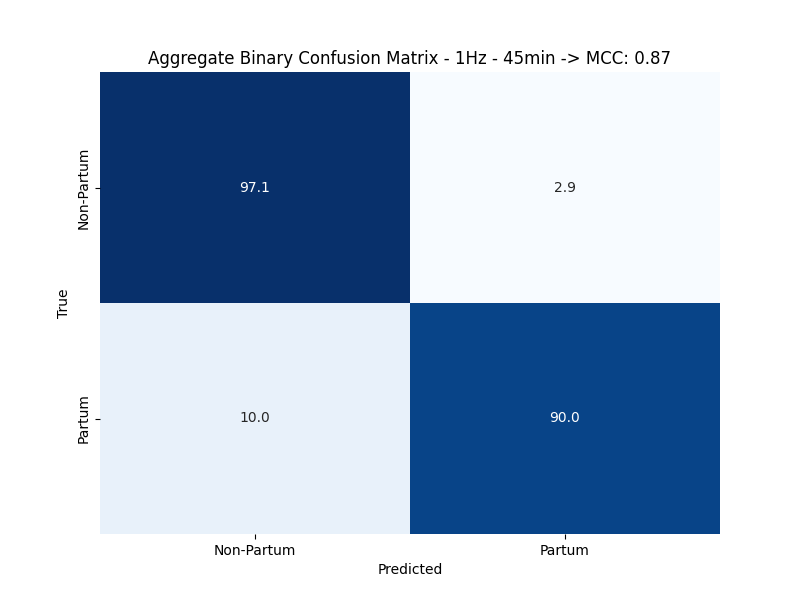 Aggregate Binary Confusion Matrix - 1Hz - 45min -> MCC: 0.87
True
Non-Partum
97.1
2.9
Partum
10.0
90.0
Non-Partum
Partum
Predicted